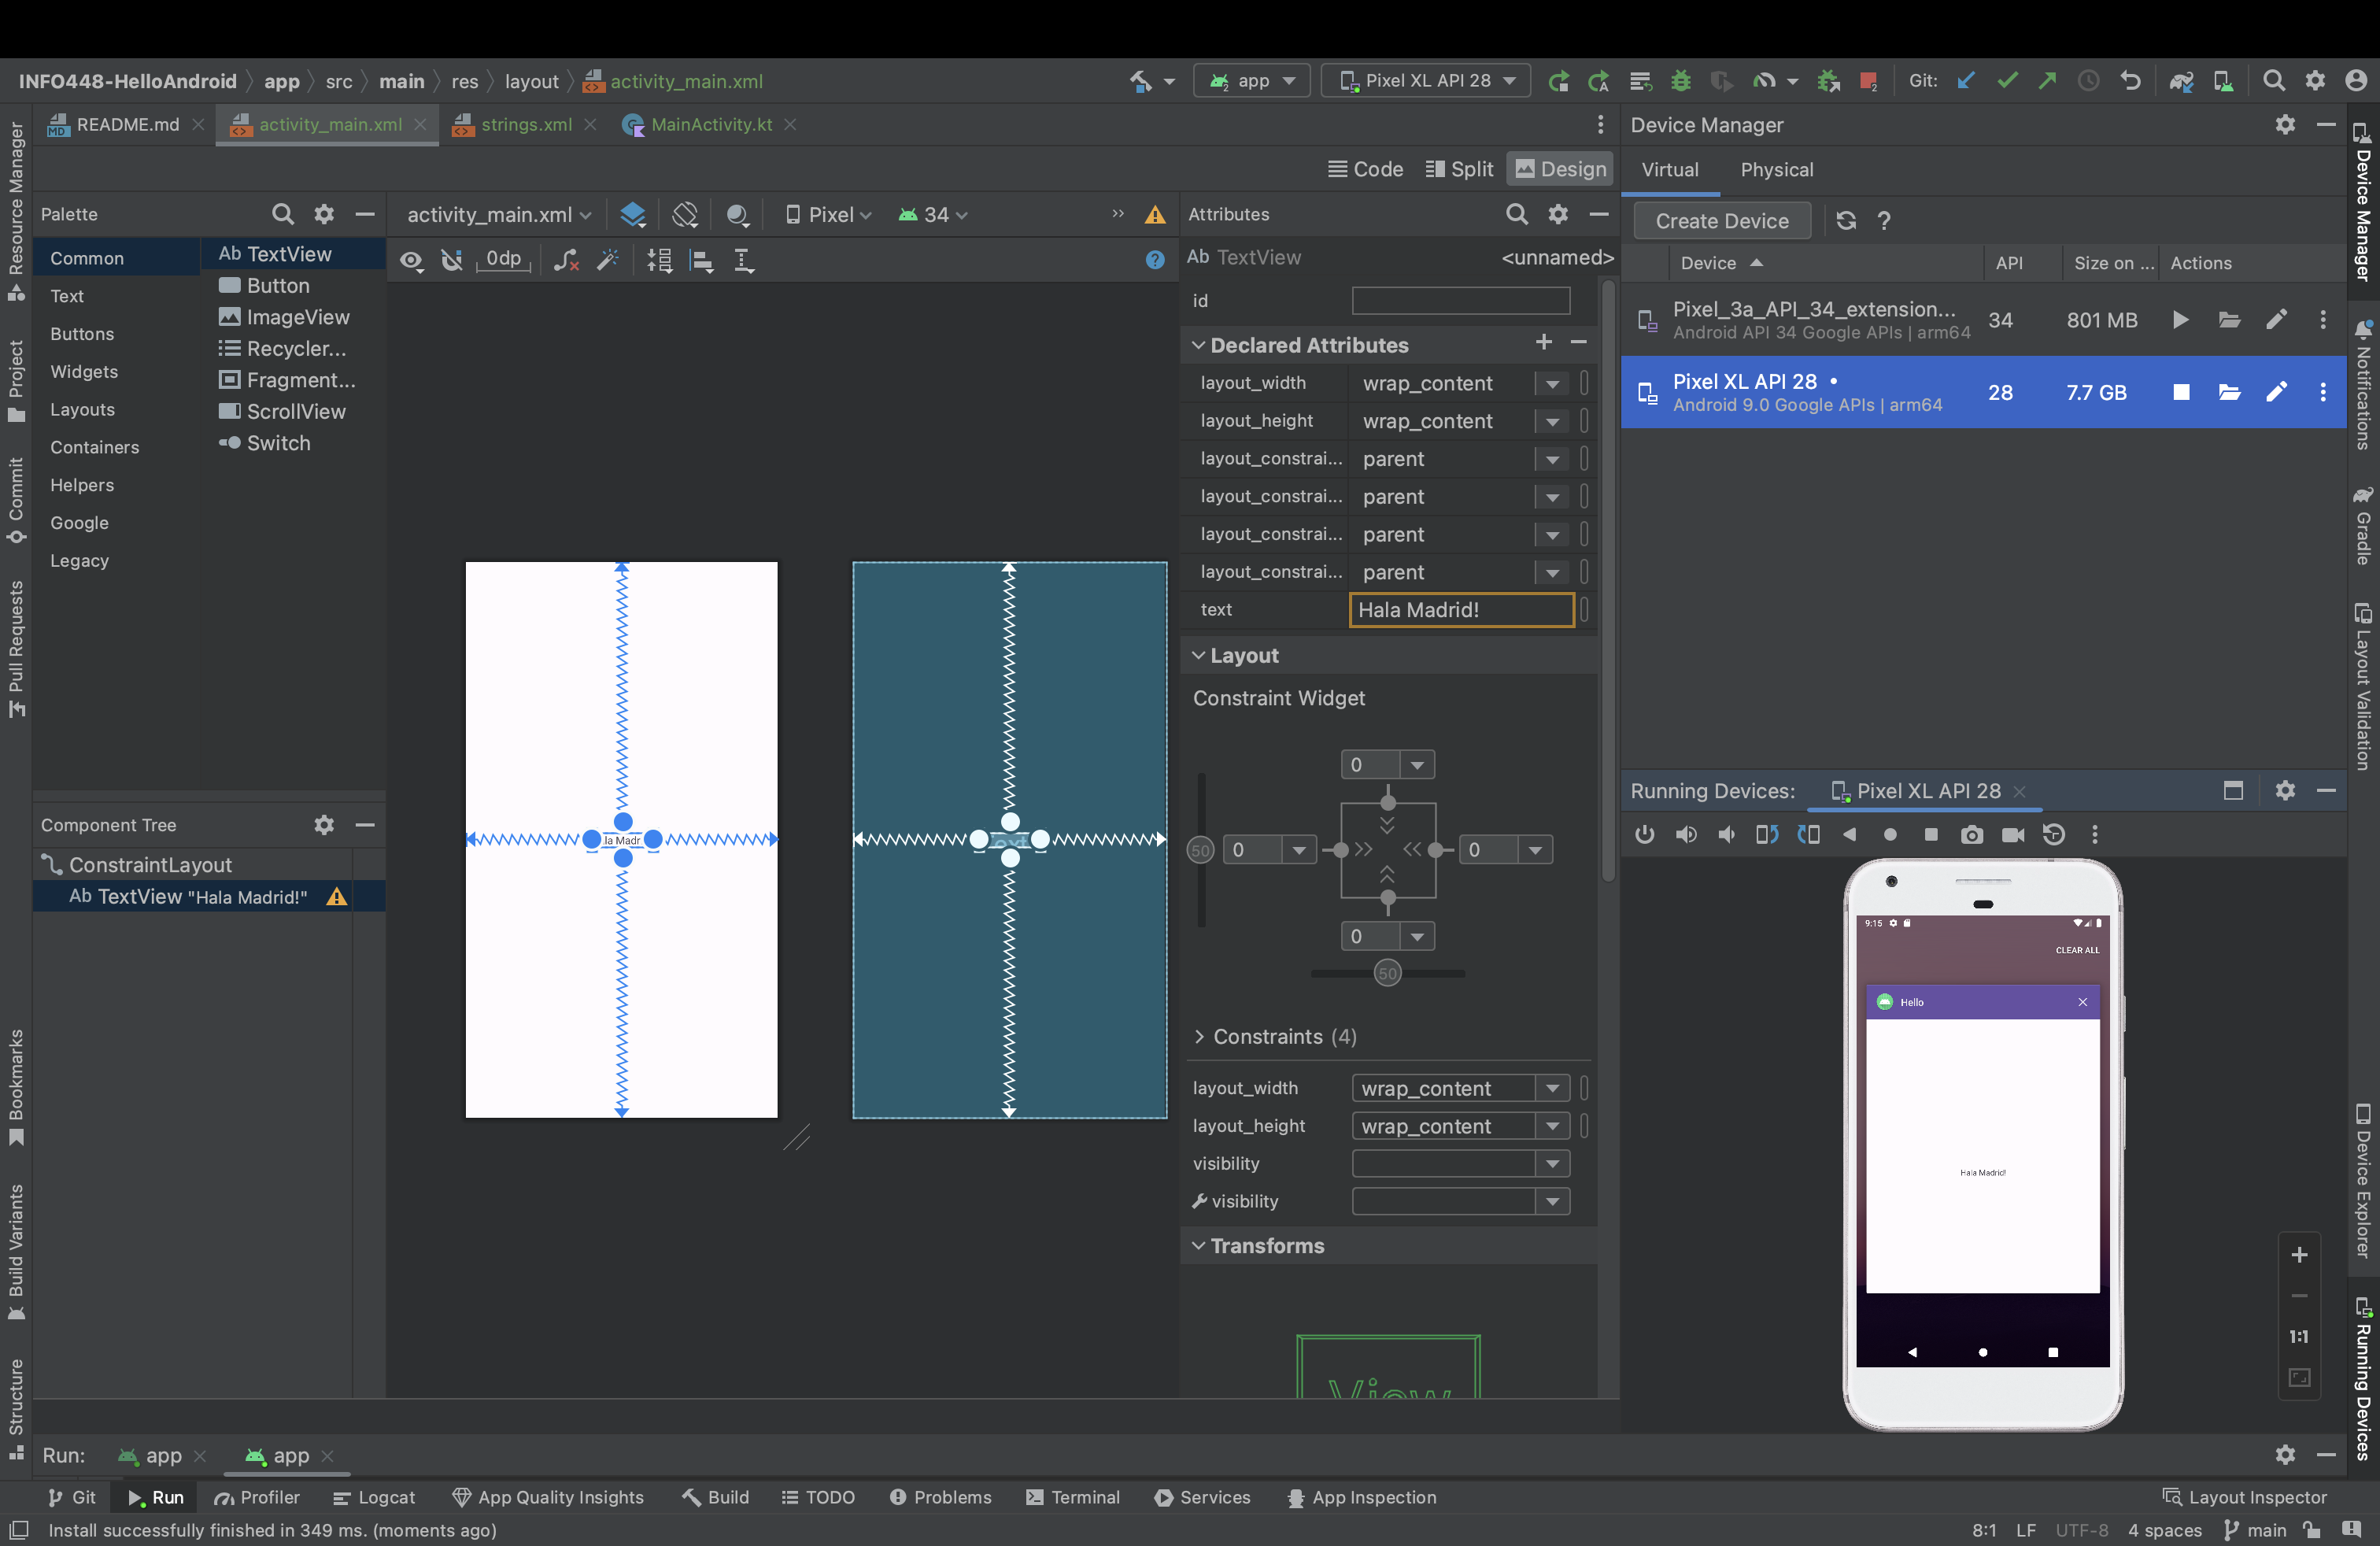 INFO448-HelloAndroid app src main res layout activity_main.xml
app Pixel XL API 28 Git:
README.md activity_main.xml strings.xml MainActivity.kt
Code Split Design
Palette
Common
Text
Buttons
Widgets
Layouts
Containers
Helpers
Google
Legacy
Ab TextView
Button
ImageView
Recycler...
Fragment...
ScrollView
Switch
activity_main.xml Pixel 34
0dp
la Madr
Component Tree
ConstraintLayout
Ab TextView "Hala Madrid!"
Attributes
Ab TextView <unnamed>
id
Declared Attributes
layout_width wrap_content
layout_height wrap_content
layout_constrai... parent
layout_constrai... parent
layout_constrai... parent
layout_constrai... parent
text Hala Madrid!
Layout
Constraint Widget
0
50 0 0
0
50
Constraints (4)
layout_width wrap_content
layout_height wrap_content
visibility
visibility
Transforms
View
Device Manager
Virtual Physical
Create Device ?
Device API Size on ... Actions
Pixel_3a_API_34_extension... 34 801 MB
Android API 34 Google APIs | arm64
Pixel XL API 28 • 28 7.7 GB
Android 9.0 Google APIs | arm64
Running Devices: Pixel XL API 28
9:15
CLEAR ALL
Hello
Hala Madrid!
1:1
Resource Manager
Project
Commit
Pull Requests
Bookmarks
Build Variants
Structure
Device Manager
Notifications
Gradle
Layout Validation
Device Explorer
Running Devices
Run: app app
Git Run Profiler Logcat App Quality Insights Build TODO Problems Terminal Services App Inspection Layout Inspector
Install successfully finished in 349 ms. (moments ago) 8:1 LF UTF-8 4 spaces main